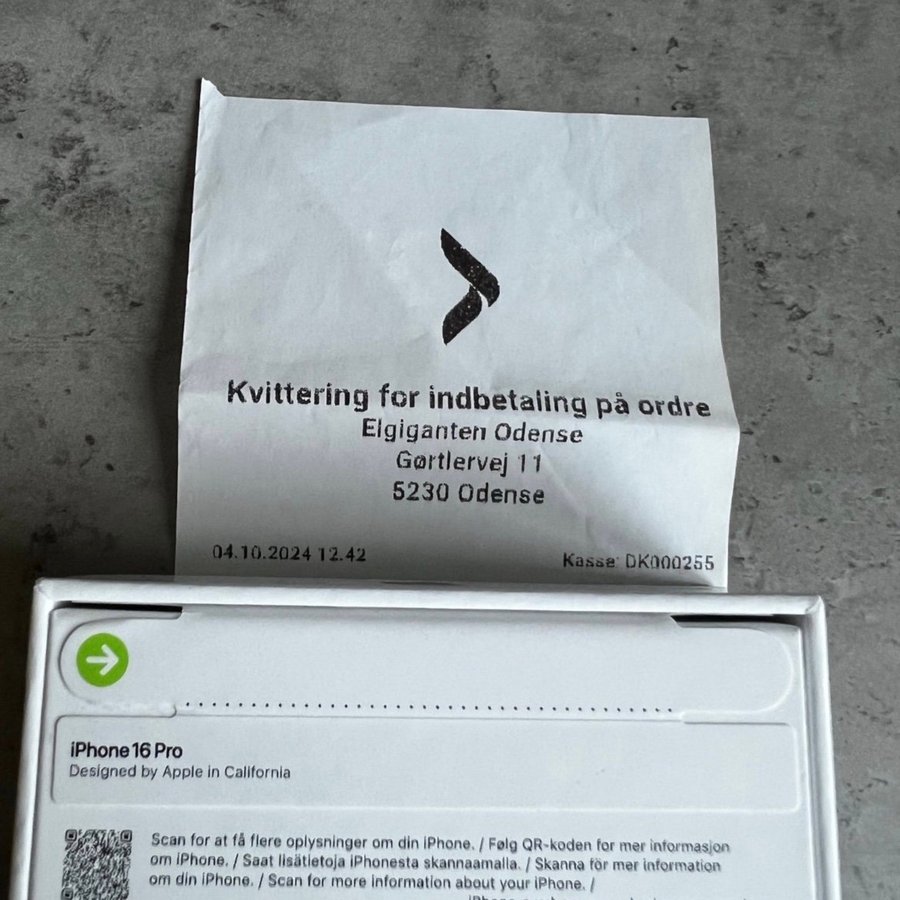 Kvittering for indbetaling på ordre
Elgiganten Odense
Gørtlervej 11
5230 Odense
04.10.2024 12.42 Kasse: DK000255
iPhone 16 Pro
Designed by Apple in California
Scan for at få flere oplysninger om din iPhone. / Følg QR-koden for mer informasjon
om iPhone. / Saat lisätietoja iPhonesta skannaamalla. / Skanna för mer information
om din iPhone. / Scan for more information about your iPhone. /